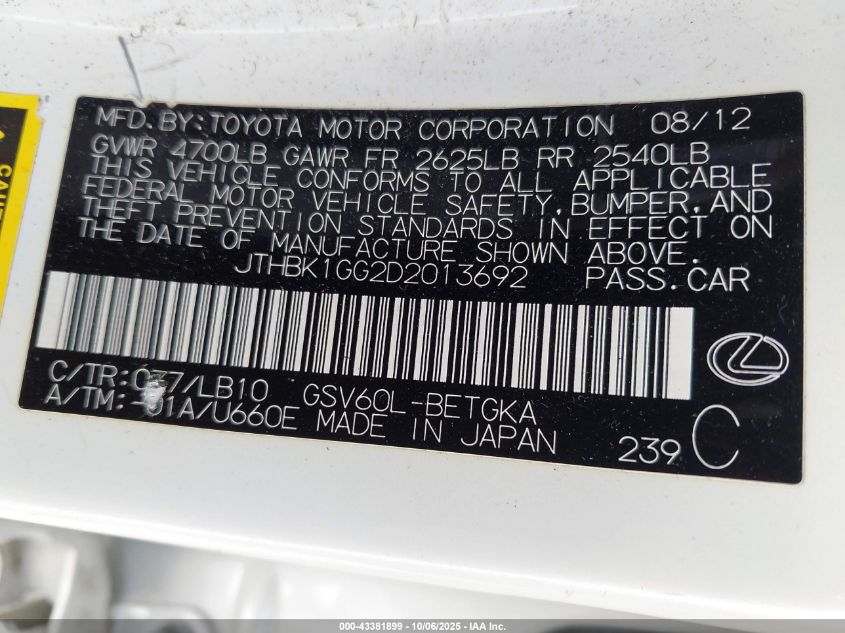 MFD.BY:TOYOTA MOTOR CORPORATION 08/12
GVWR 4700LB GAWR FR 2625LB RR 2540LB
THIS VEHICLE CONFORMS TO ALL APPLICABLE
FEDERAL MOTOR VEHICLE SAFETY,BUMPER,AND
THEFT PREVENTION STANDARDS IN EFFECT ON
THE DATE OF MANUFACTURE SHOWN ABOVE.
JTHBK1GG2D2013692 PASS.CAR
C/TR: /LB10 GSV60L-BETGKA
A/TM: /U660E MADE IN JAPAN
239 C
000-43381899 - 10/06/2025 - IAA Inc.